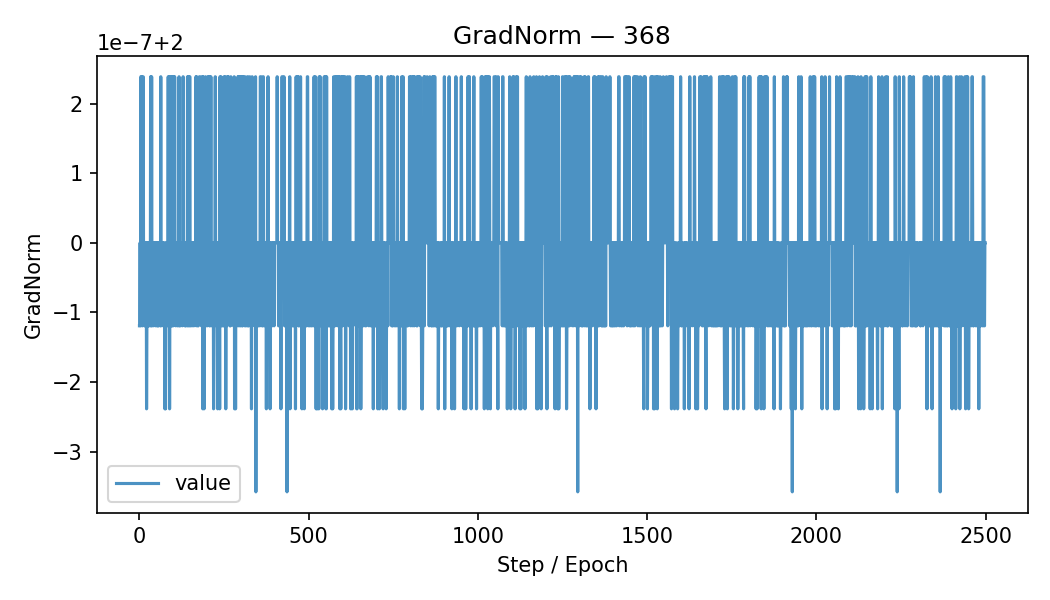 GradNorm — 368
1e−7+2
2
1
0
−1
−2
−3
GradNorm
value
0 500 1000 1500 2000 2500
Step / Epoch